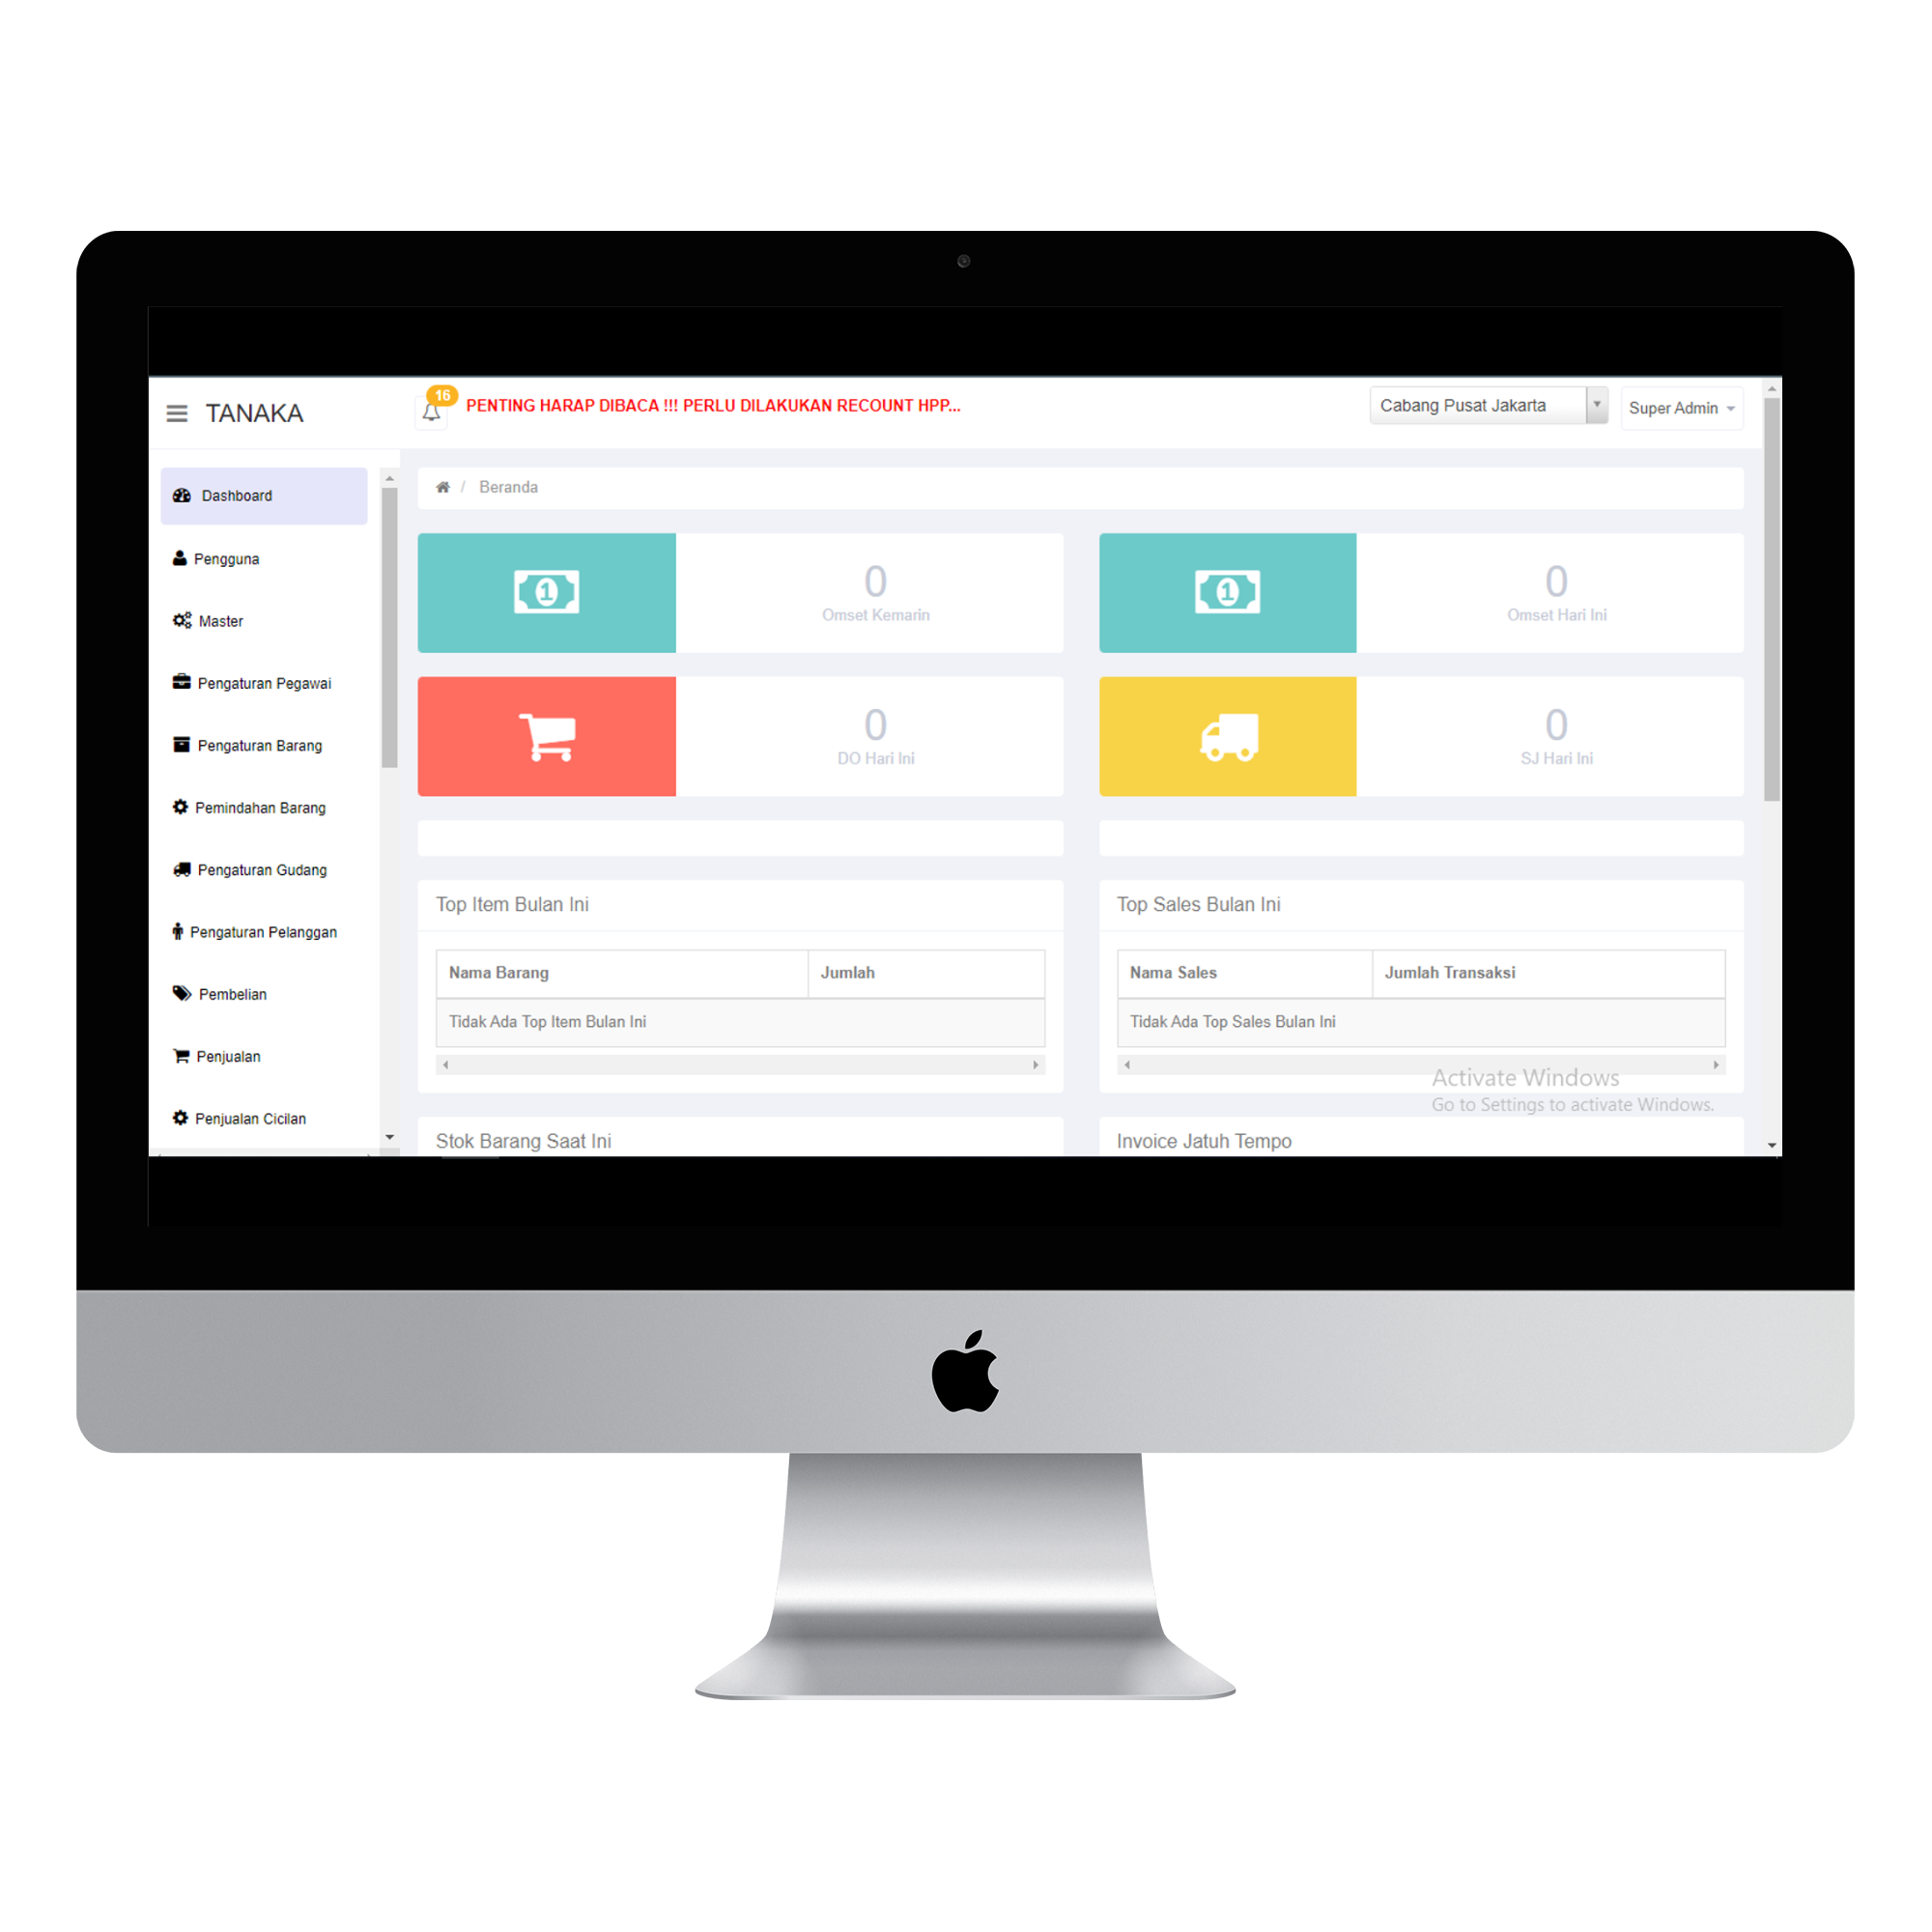 TANAKA
16
PENTING HARAP DIBACA !!! PERLU DILAKUKAN RECOUNT HPP...
Cabang Pusat Jakarta
Super Admin
Dashboard
Pengguna
Master
Pengaturan Pegawai
Pengaturan Barang
Pemindahan Barang
Pengaturan Gudang
Pengaturan Pelanggan
Pembelian
Penjualan
Penjualan Cicilan
/ Beranda
1
0
Omset Kemarin
1
0
Omset Hari Ini
0
DO Hari Ini
0
SJ Hari Ini
Top Item Bulan Ini
Nama Barang Jumlah
Tidak Ada Top Item Bulan Ini
Top Sales Bulan Ini
Nama Sales Jumlah Transaksi
Tidak Ada Top Sales Bulan Ini
Stok Barang Saat Ini
Invoice Jatuh Tempo
Activate Windows
Go to Settings to activate Windows.